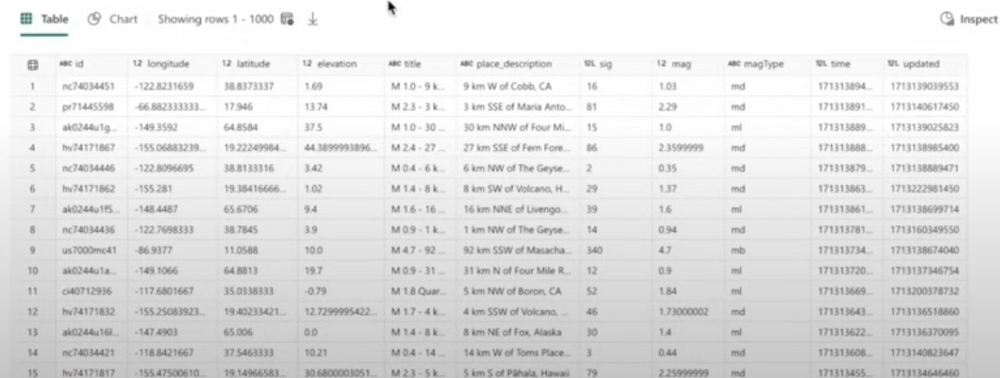 Table Chart Showing rows 1 - 1000 Inspect
ABC id 1.2 longitude 1.2 latitude 1.2 elevation ABC title ABC place_description 12L sig 1.2 mag ABC magType 12L time 12L updated
1 nc74034451 -122.8231659 38.8373337 1.69 M 1.0 - 9 k... 9 km W of Cobb, CA 16 1.03 md 171313894... 1713139039553
2 pr71445598 -66.882333333... 17.946 13.74 M 2.3 - 3 k... 3 km SSE of Maria Anto... 81 2.29 md 171313891... 1713140617450
3 ak0244u1g... -149.3592 64.8584 37.5 M 1.0 - 30 ... 30 km NNW of Four Mi... 15 1.0 ml 171313889... 1713139025823
4 hv74171867 -155.06883239... 19.22249984... 44.3899993896... M 2.4 - 27 ... 27 km SSE of Fern Fore... 86 2.3599999 md 171313888... 1713138985400
5 nc74034446 -122.8096695 38.8133316 3.42 M 0.4 - 6 k... 6 km NW of The Geyse... 2 0.35 md 171313879... 1713138889471
6 hv74171862 -155.281 19.38416666... 1.02 M 1.4 - 8 k... 8 km SW of Volcano, H... 29 1.37 md 171313863... 1713222981450
7 ak0244u1f5... -148.4487 65.6706 9.4 M 1.6 - 16 ... 16 km NNE of Livengo... 39 1.6 ml 171313861... 1713138699714
8 nc74034436 -122.7698333 38.7845 3.9 M 0.9 - 1 k... 1 km NW of The Geyse... 14 0.94 md 171313781... 1713160349550
9 us7000mc41 -86.9377 11.0588 10.0 M 4.7 - 92 ... 92 km SSW of Masacha... 340 4.7 mb 171313734... 1713138674040
10 ak0244u1a... -149.1066 64.8813 19.7 M 0.9 - 31 ... 31 km N of Four Mile R... 12 0.9 ml 171313720... 1713137346754
11 ci40712936 -117.6801667 35.0338333 -0.79 M 1.8 Quar... 5 km NW of Boron, CA 52 1.84 ml 171313669... 1713200378732
12 hv74171832 -155.25083923... 19.40233421... 12.7299995422... M 1.7 - 4 k... 4 km SSW of Volcano, ... 46 1.73000002 md 171313643... 1713136518860
13 ak0244u16l... -147.4903 65.006 0.0 M 1.4 - 8 k... 8 km NE of Fox, Alaska 30 1.4 ml 171313622... 1713136370095
14 nc74034421 -118.8421667 37.5463333 10.21 M 0.4 - 14 ... 14 km W of Toms Place... 3 0.44 md 171313608... 1713140823647
15 hv74171817 -155.47500610... 19.14966583... 30.6800003051... M 2.3 - 5 k... 5 km S of Pāhala, Hawaii 79 2.25999999 md 171313455... 1713134646460